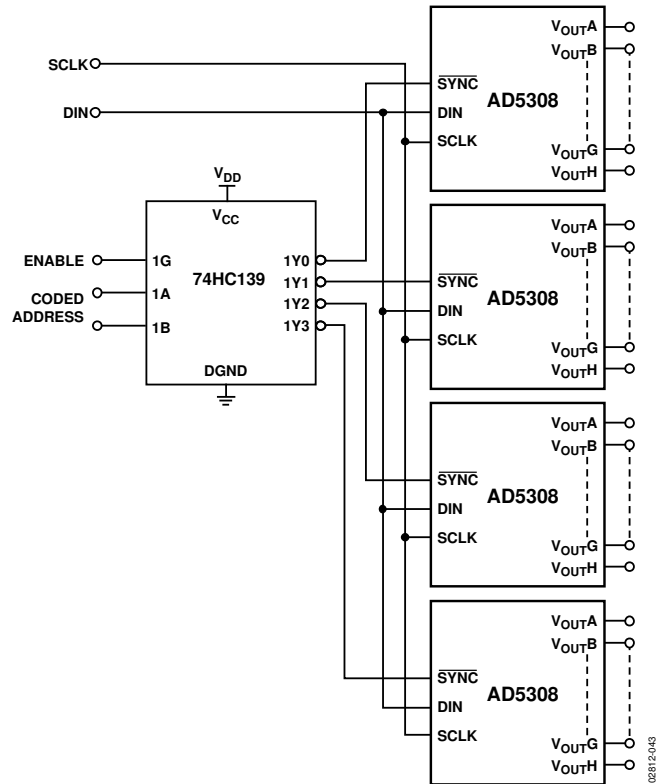 SCLK
DIN
V_DD
V_CC
ENABLE
CODED
ADDRESS
1G
1A
1B
74HC139
1Y0
1Y1
1Y2
1Y3
DGND
SYNC
DIN
SCLK
AD5308
V_OUTA
V_OUTB
V_OUTG
V_OUTH
SYNC
DIN
SCLK
AD5308
V_OUTA
V_OUTB
V_OUTG
V_OUTH
SYNC
DIN
SCLK
AD5308
V_OUTA
V_OUTB
V_OUTG
V_OUTH
SYNC
DIN
SCLK
AD5308
V_OUTA
V_OUTB
V_OUTG
V_OUTH
02812-043